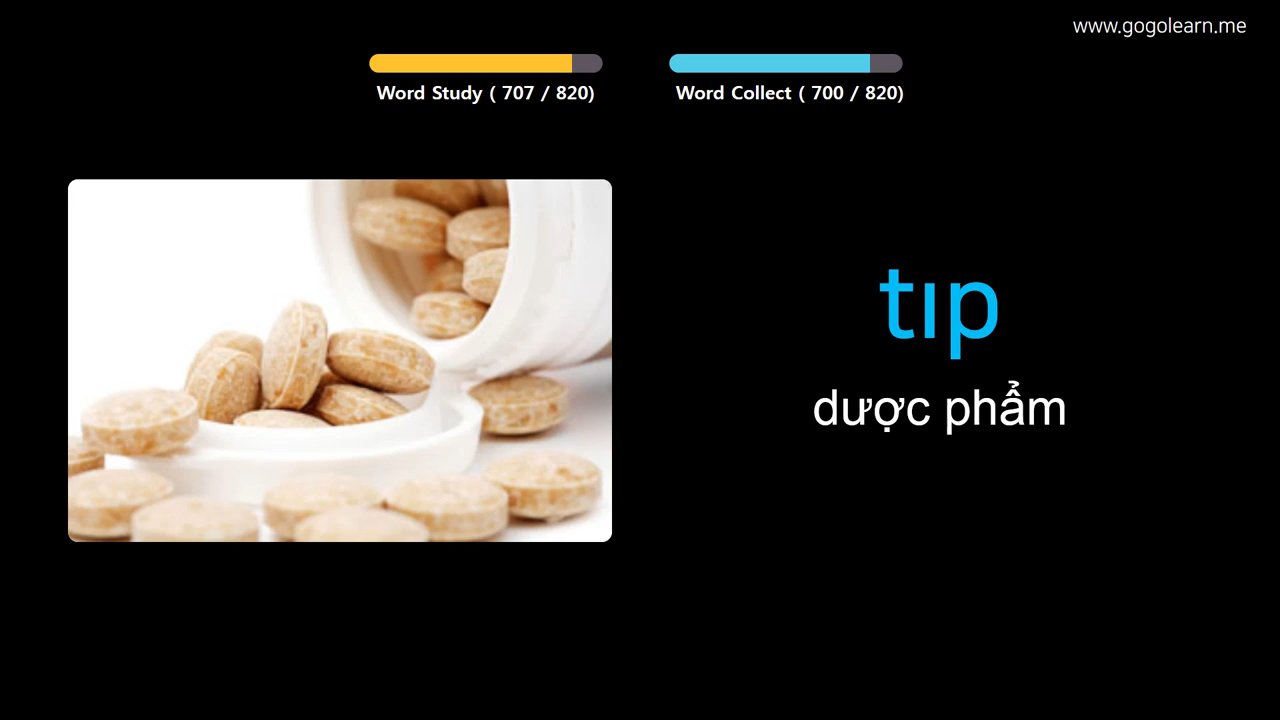 www.gogolearn.me
Word Study ( 707 / 820)
Word Collect ( 700 / 820)
tıp
dược phẩm